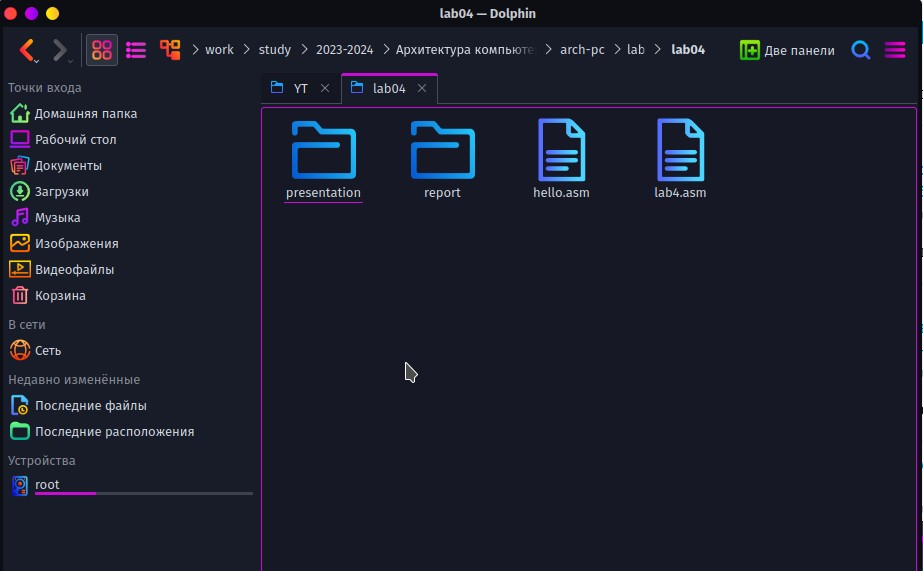 lab04 — Dolphin
work study 2023-2024 Архитектура компьюте arch-pc lab lab04 Две панели
YT lab04
Точки входа
Домашняя папка
Рабочий стол
Документы
Загрузки
Музыка
Изображения
Видеофайлы
Корзина
В сети
Сеть
Недавно изменённые
Последние файлы
Последние расположения
Устройства
root
presentation report hello.asm lab4.asm